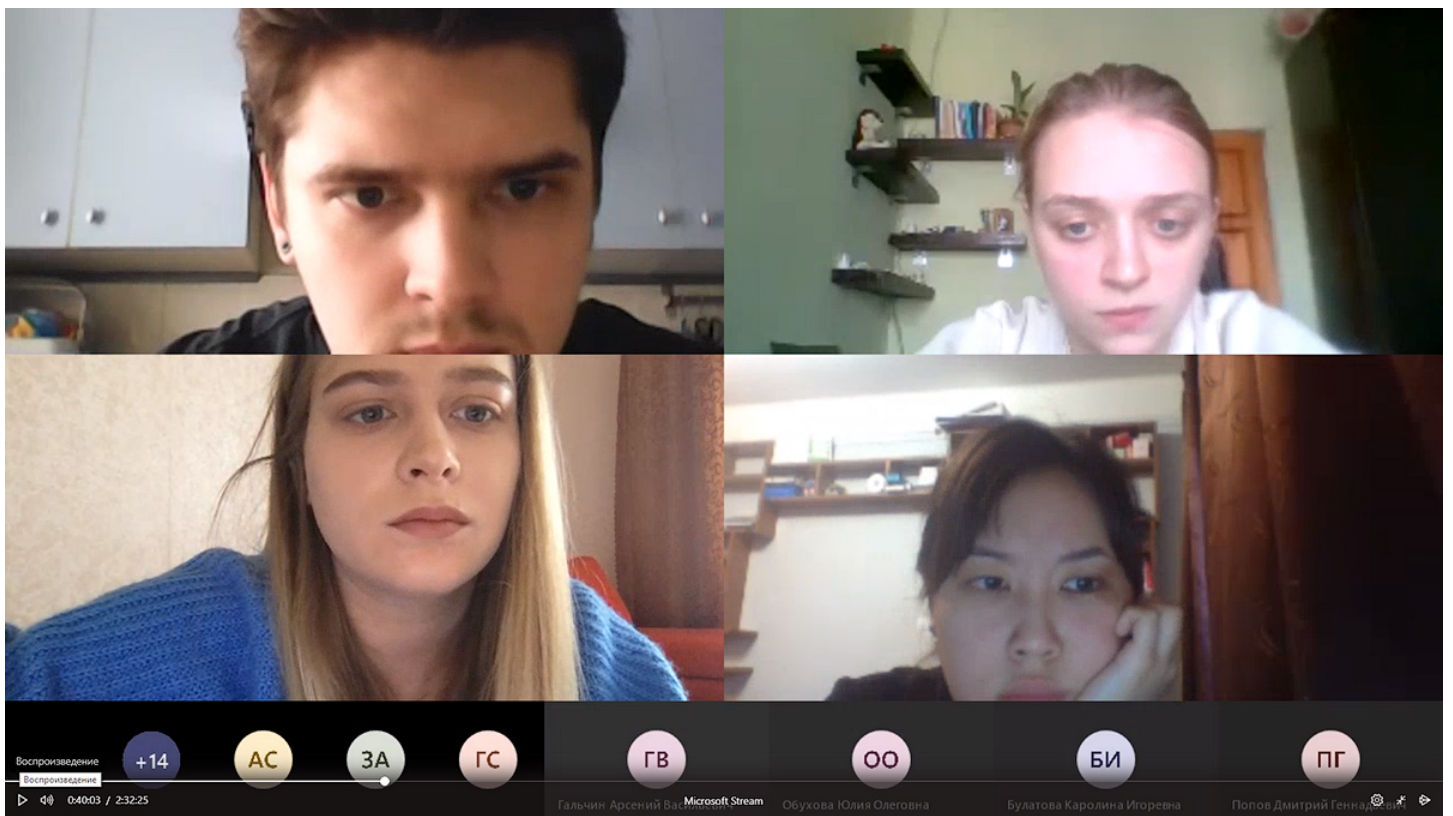 +14
АС
ЗА
ГС
ГВ
ОО
БИ
ПГ
Воспроизведение
Воспроизведение
0:40:03 / 2:32:25
Microsoft Stream
Гальчин Арсений Васильевич
Обухова Юлия Олеговна
Булатова Каролина Игоревна
Попов Дмитрий Геннадьевич